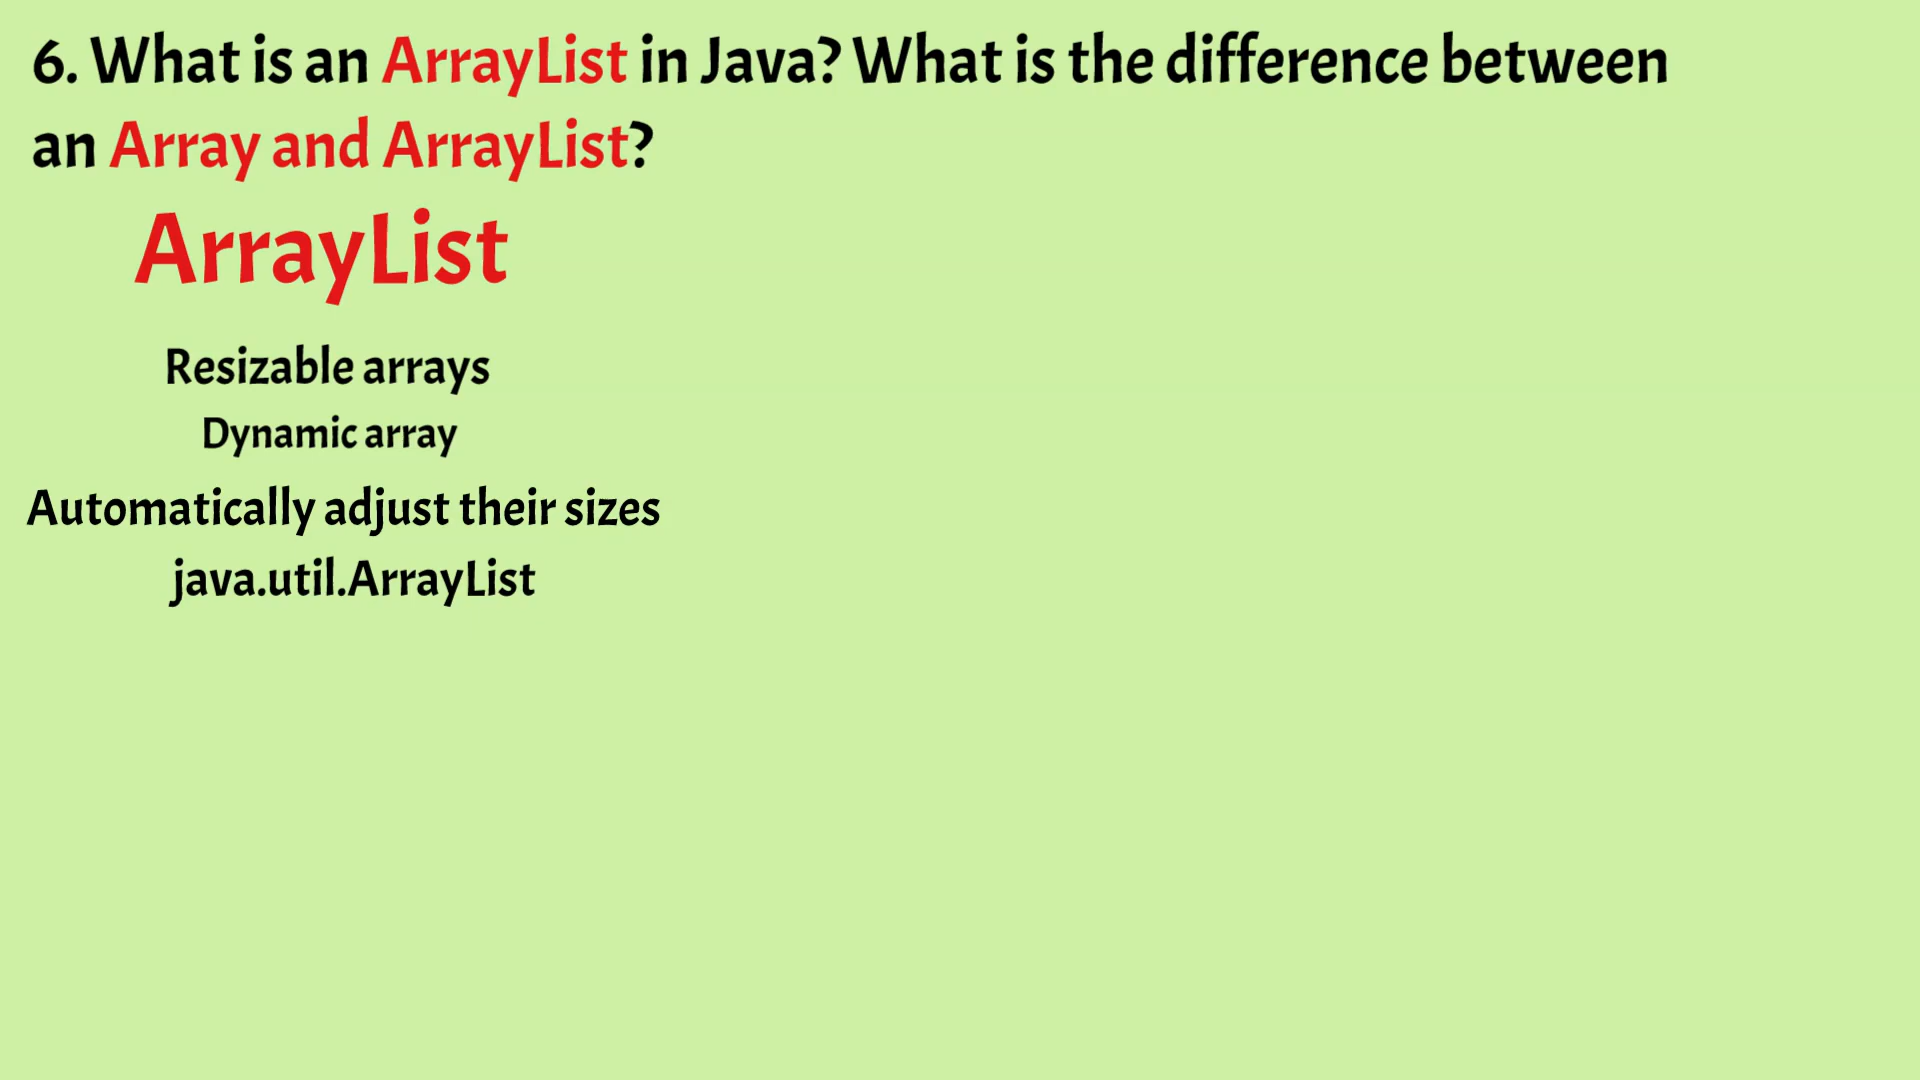 6. What is an ArrayList in Java? What is the difference between
an Array and ArrayList?
ArrayList
Resizable arrays
Dynamic array
Automatically adjust their sizes
java.util.ArrayList